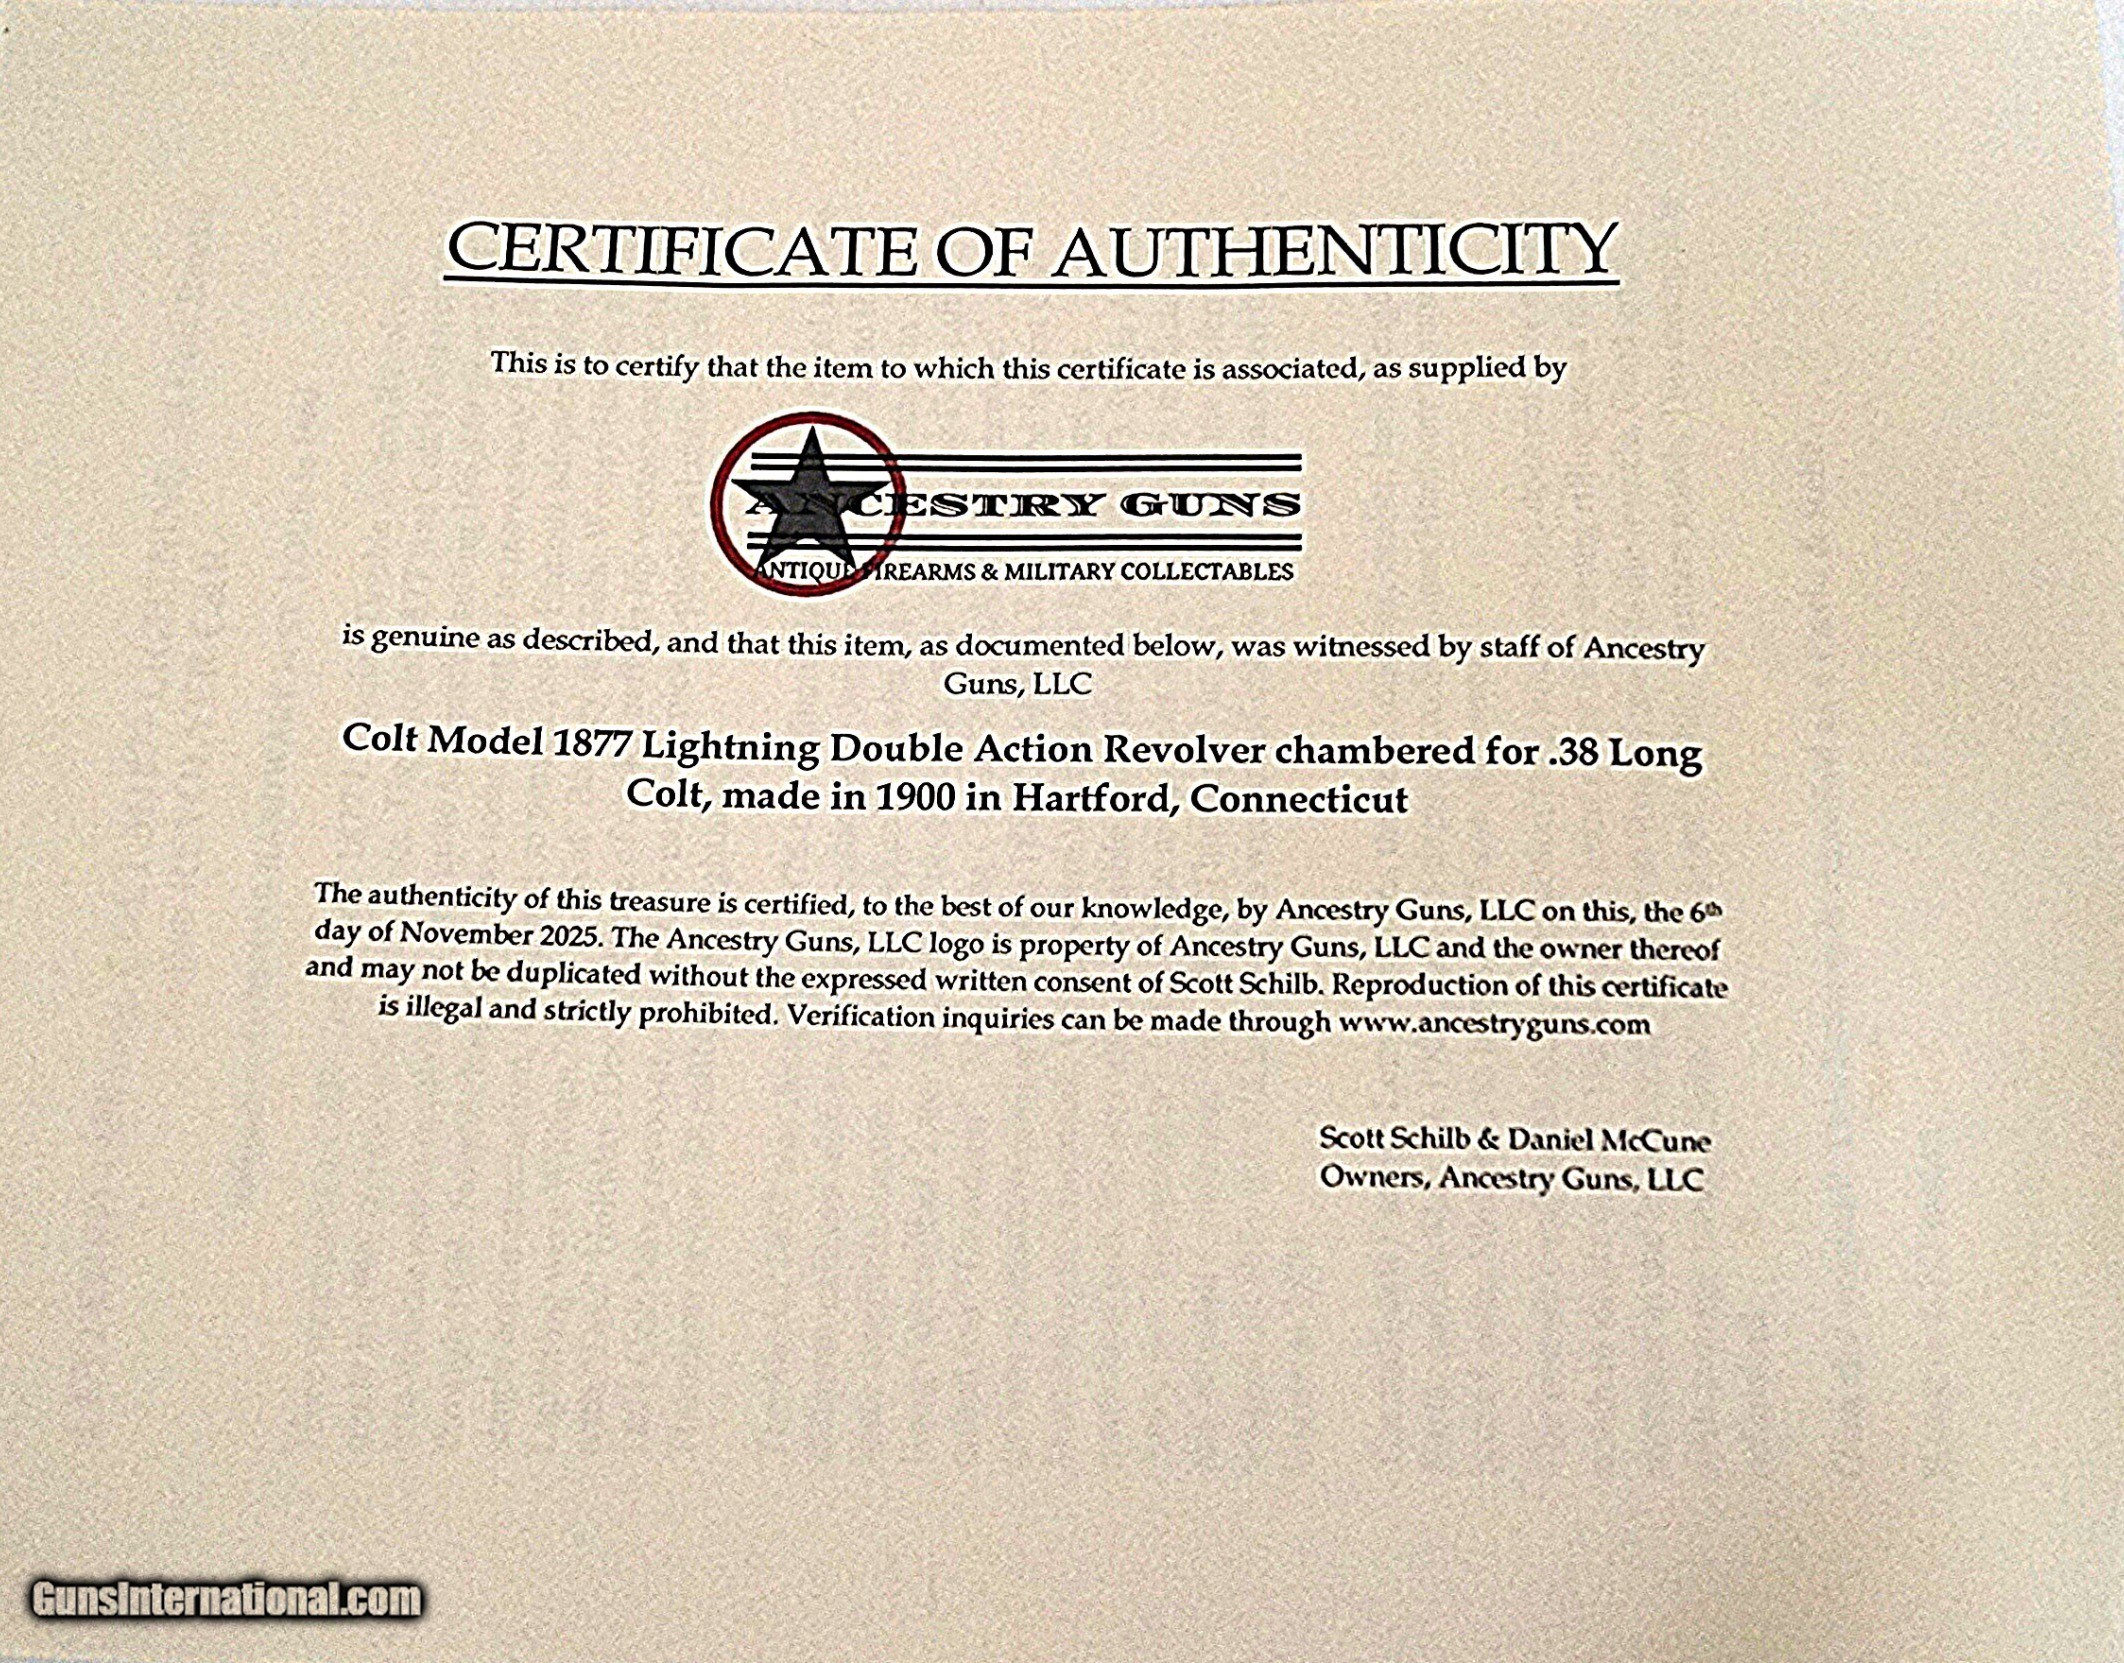 CERTIFICATE OF AUTHENTICITY
This is to certify that the item to which this certificate is associated, as supplied by
ANCESTRY GUNS
ANTIQUE FIREARMS & MILITARY COLLECTABLES
is genuine as described, and that this item, as documented below, was witnessed by staff of Ancestry
Guns, LLC
Colt Model 1877 Lightning Double Action Revolver chambered for .38 Long
Colt, made in 1900 in Hartford, Connecticut
The authenticity of this treasure is certified, to the best of our knowledge, by Ancestry Guns, LLC on this, the 6th
day of November 2025. The Ancestry Guns, LLC logo is property of Ancestry Guns, LLC and the owner thereof
and may not be duplicated without the expressed written consent of Scott Schilb. Reproduction of this certificate
is illegal and strictly prohibited. Verification inquiries can be made through www.ancestryguns.com
Scott Schilb & Daniel McCune
Owners, Ancestry Guns, LLC
GunsInternational.com